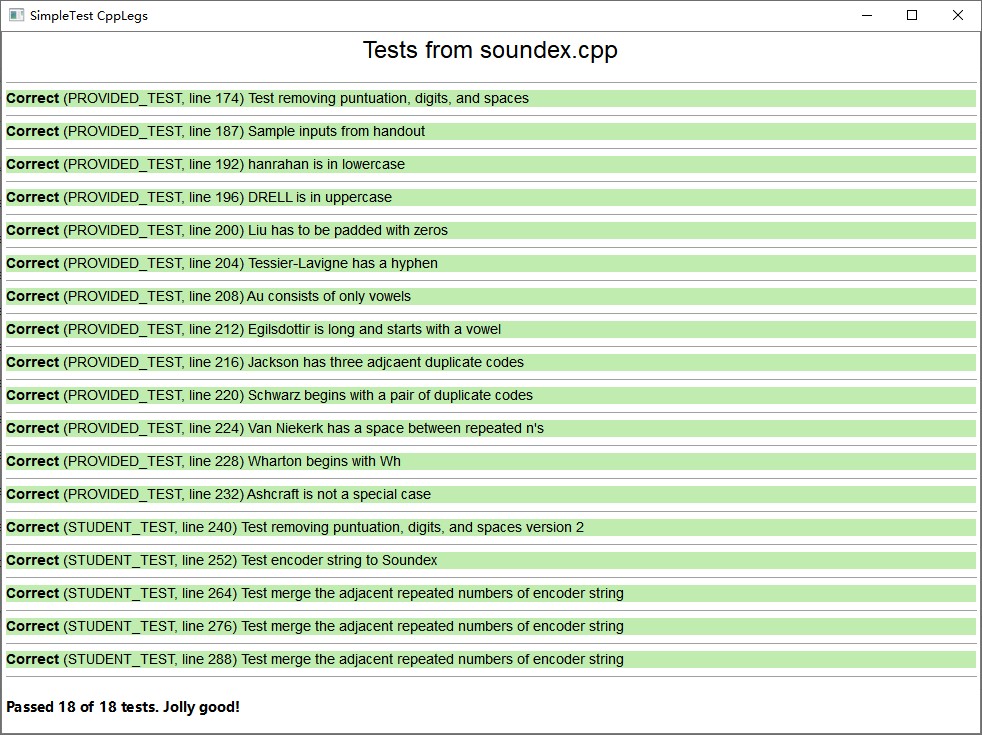 SimpleTest CppLegs
Tests from soundex.cpp
Correct (PROVIDED_TEST, line 174) Test removing puntuation, digits, and spaces
Correct (PROVIDED_TEST, line 187) Sample inputs from handout
Correct (PROVIDED_TEST, line 192) hanrahan is in lowercase
Correct (PROVIDED_TEST, line 196) DRELL is in uppercase
Correct (PROVIDED_TEST, line 200) Liu has to be padded with zeros
Correct (PROVIDED_TEST, line 204) Tessier-Lavigne has a hyphen
Correct (PROVIDED_TEST, line 208) Au consists of only vowels
Correct (PROVIDED_TEST, line 212) Egilsdottir is long and starts with a vowel
Correct (PROVIDED_TEST, line 216) Jackson has three adjcaent duplicate codes
Correct (PROVIDED_TEST, line 220) Schwarz begins with a pair of duplicate codes
Correct (PROVIDED_TEST, line 224) Van Niekerk has a space between repeated n's
Correct (PROVIDED_TEST, line 228) Wharton begins with Wh
Correct (PROVIDED_TEST, line 232) Ashcraft is not a special case
Correct (STUDENT_TEST, line 240) Test removing puntuation, digits, and spaces version 2
Correct (STUDENT_TEST, line 252) Test encoder string to Soundex
Correct (STUDENT_TEST, line 264) Test merge the adjacent repeated numbers of encoder string
Correct (STUDENT_TEST, line 276) Test merge the adjacent repeated numbers of encoder string
Correct (STUDENT_TEST, line 288) Test merge the adjacent repeated numbers of encoder string
Passed 18 of 18 tests. Jolly good!